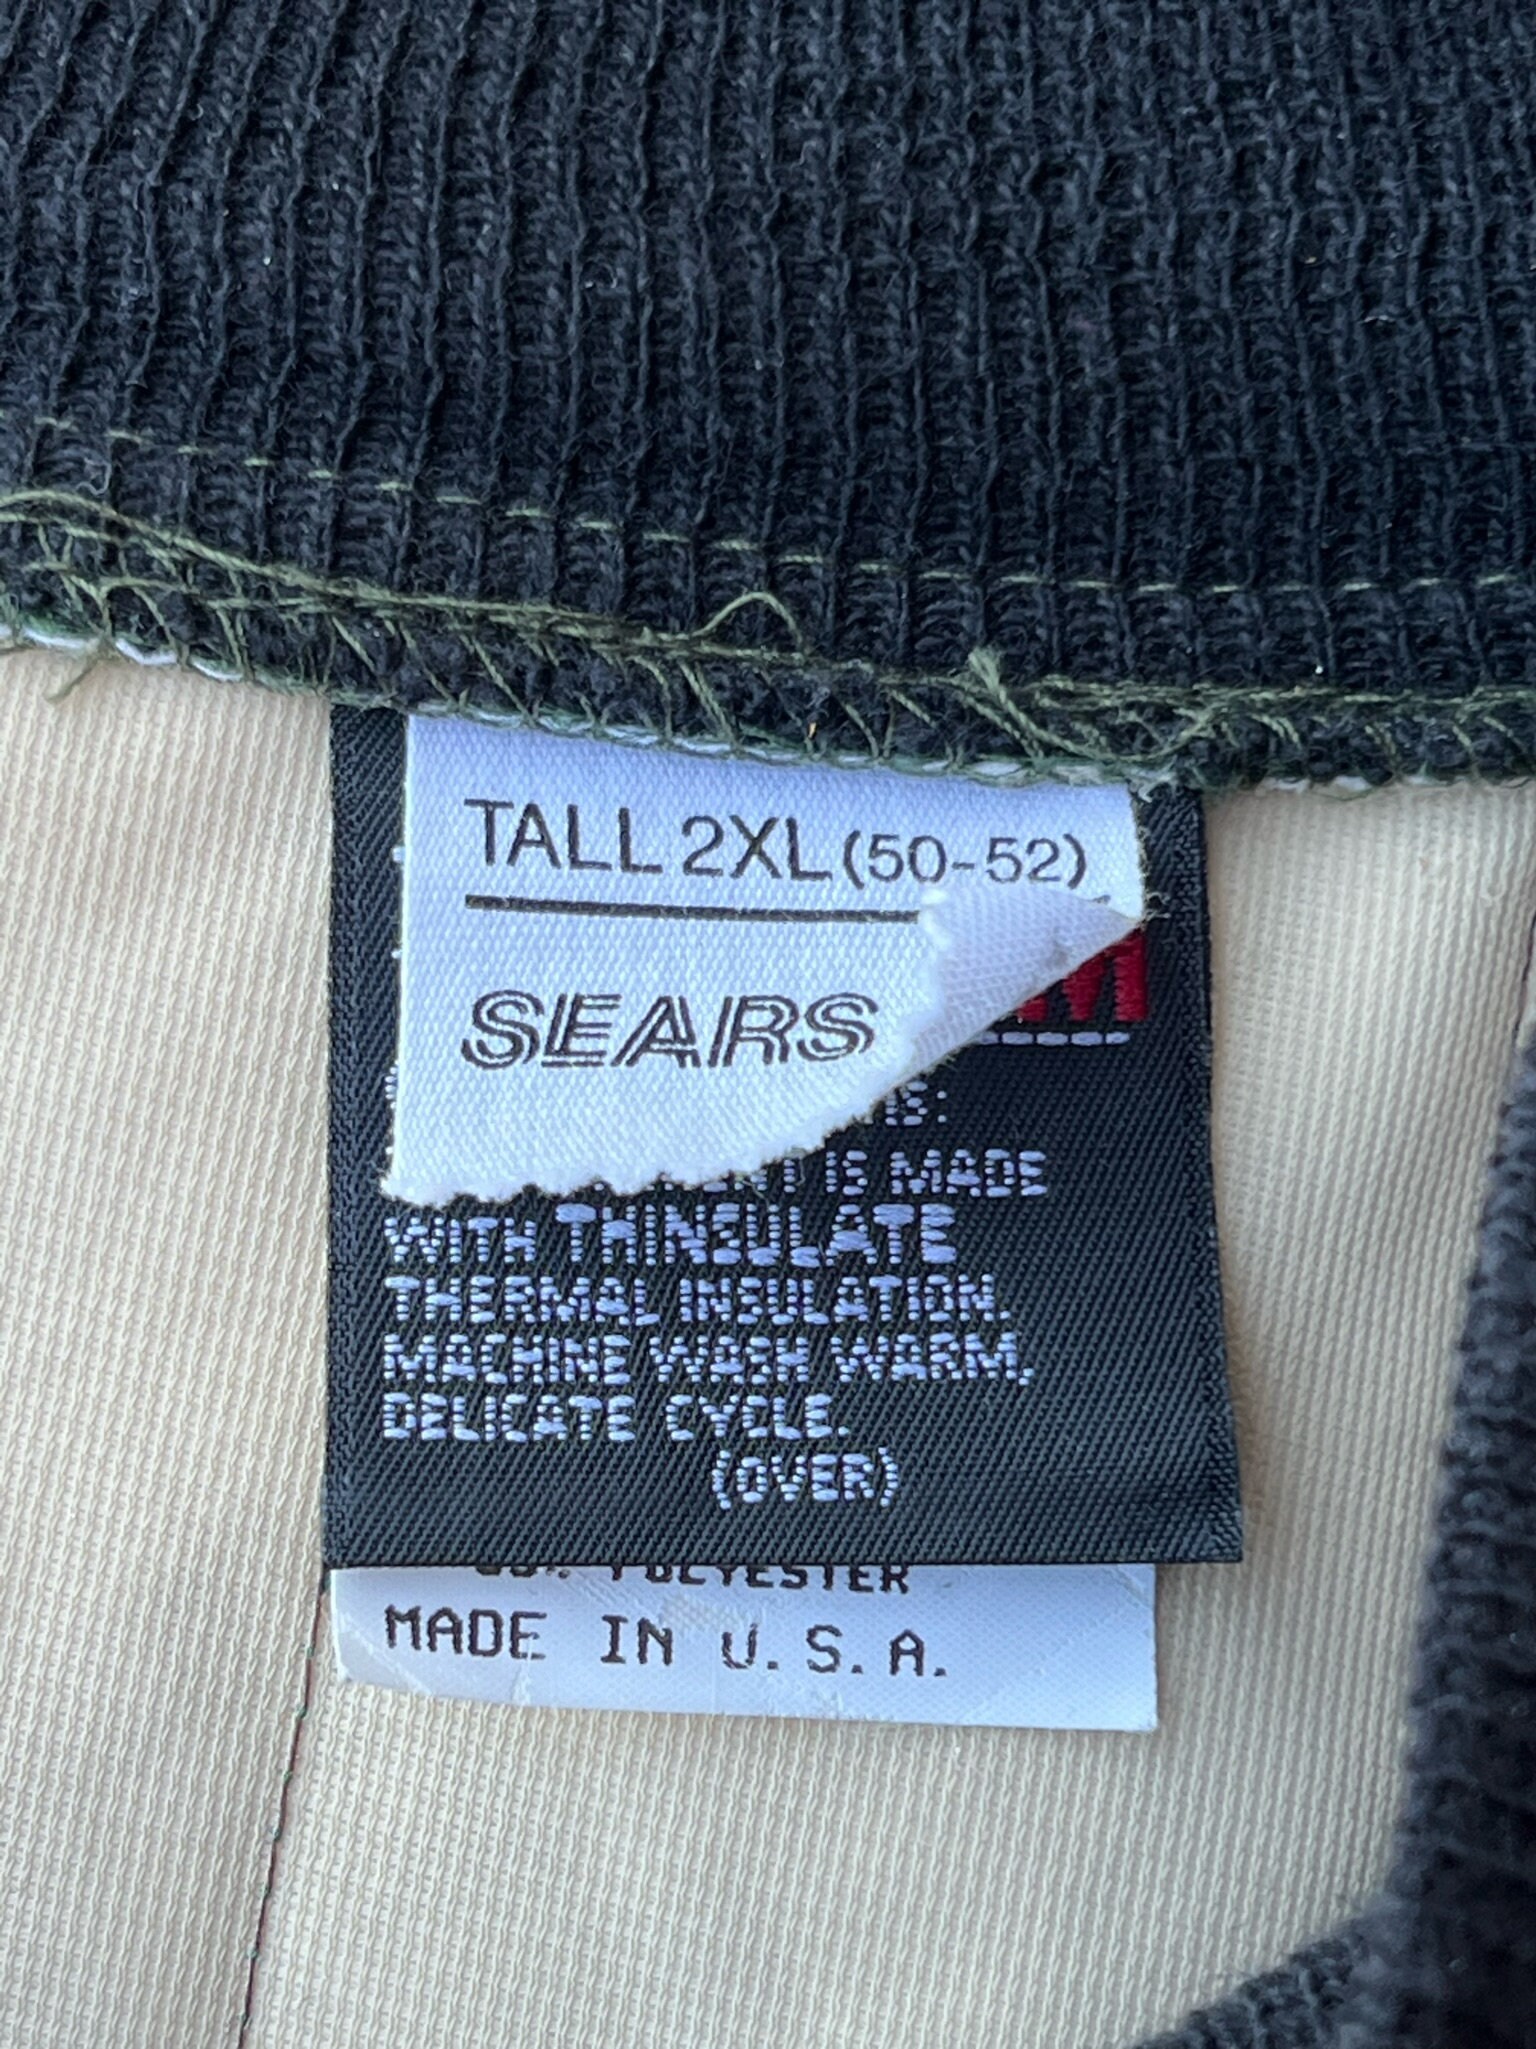 TALL 2XL (50-52)
SEARS
M
IS MADE
WITH THINSULATE
THERMAL INSULATION.
MACHINE WASH WARM,
DELICATE CYCLE.
(OVER)
POLYESTER
MADE IN U.S.A.